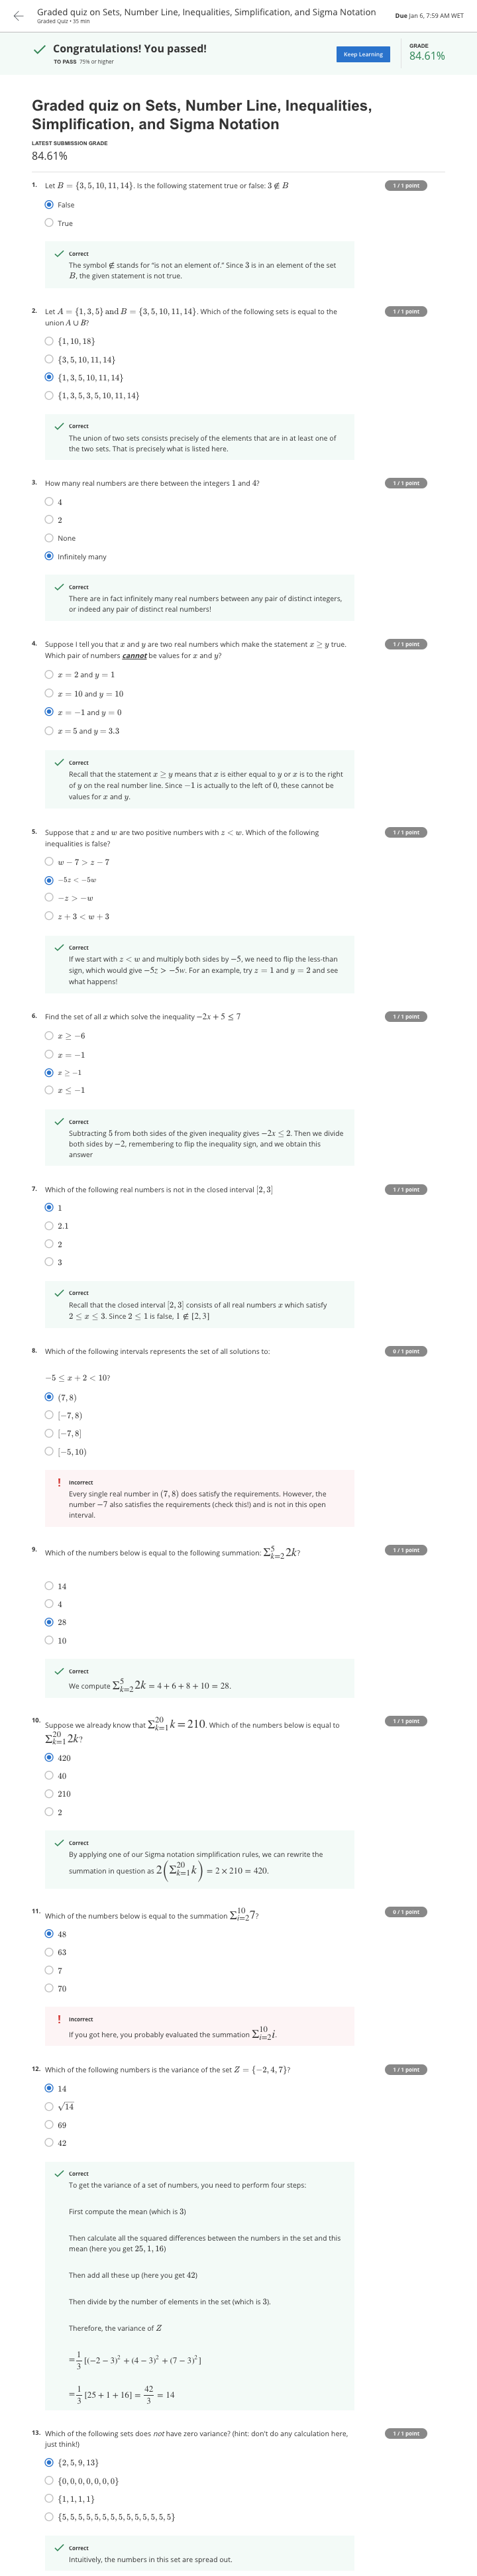 Graded quiz on Sets, Number Line, Inequalities, Simplification, and Sigma Notation
Graded Quiz • 35 min
Due Jan 6, 7:59 AM WET
Congratulations! You passed!
TO PASS 75% or higher
Keep Learning
GRADE
84.61%
Graded quiz on Sets, Number Line, Inequalities,
Simplification, and Sigma Notation
LATEST SUBMISSION GRADE
84.61%
1. Let B = {3, 5, 10, 11, 14}. Is the following statement true or false: 3 ∉ B
1 / 1 point
False
True
Correct
The symbol ∉ stands for "is not an element of." Since 3 is in an element of the set
B, the given statement is not true.
2. Let A = {1, 3, 5} and B = {3, 5, 10, 11, 14}. Which of the following sets is equal to the
union A ∪ B?
1 / 1 point
{1, 10, 18}
{3, 5, 10, 11, 14}
{1, 3, 5, 10, 11, 14}
{1, 3, 5, 3, 5, 10, 11, 14}
Correct
The union of two sets consists precisely of the elements that are in at least one of
the two sets. That is precisely what is listed here.
3. How many real numbers are there between the integers 1 and 4?
1 / 1 point
4
2
None
Infinitely many
Correct
There are in fact infinitely many real numbers between any pair of distinct integers,
or indeed any pair of distinct real numbers!
4. Suppose I tell you that x and y are two real numbers which make the statement x ≥ y true.
Which pair of numbers cannot be values for x and y?
1 / 1 point
x = 2 and y = 1
x = 10 and y = 10
x = −1 and y = 0
x = 5 and y = 3.3
Correct
Recall that the statement x ≥ y means that x is either equal to y or x is to the right
of y on the real number line. Since −1 is actually to the left of 0, these cannot be
values for x and y.
5. Suppose that z and w are two positive numbers with z < w. Which of the following
inequalities is false?
1 / 1 point
w − 7 > z − 7
−5z < −5w
−z > −w
z + 3 < w + 3
Correct
If we start with z < w and multiply both sides by −5, we need to flip the less-than
sign, which would give −5z > −5w. For an example, try z = 1 and y = 2 and see
what happens!
6. Find the set of all x which solve the inequality −2x + 5 ≤ 7
1 / 1 point
x ≥ −6
x = −1
x ≥ −1
x ≤ −1
Correct
Subtracting 5 from both sides of the given inequality gives −2x ≤ 2. Then we divide
both sides by −2, remembering to flip the inequality sign, and we obtain this
answer
7. Which of the following real numbers is not in the closed interval [2, 3]
1 / 1 point
1
2.1
2
3
Correct
Recall that the closed interval [2, 3] consists of all real numbers x which satisfy
2 ≤ x ≤ 3. Since 2 ≤ 1 is false, 1 ∉ [2, 3]
8. Which of the following intervals represents the set of all solutions to:
0 / 1 point
−5 ≤ x + 2 < 10?
(7, 8)
[−7, 8)
[−7, 8]
[−5, 10)
Incorrect
Every single real number in (7, 8) does satisfy the requirements. However, the
number −7 also satisfies the requirements (check this!) and is not in this open
interval.
9. Which of the numbers below is equal to the following summation: Σ_{k=2}^{5} 2k?
1 / 1 point
14
4
28
10
Correct
We compute Σ_{k=2}^{5} 2k = 4 + 6 + 8 + 10 = 28.
10. Suppose we already know that Σ_{k=1}^{20} k = 210. Which of the numbers below is equal to
Σ_{k=1}^{20} 2k?
1 / 1 point
420
40
210
2
Correct
By applying one of our Sigma notation simplification rules, we can rewrite the
summation in question as 2(Σ_{k=1}^{20} k) = 2 × 210 = 420.
11. Which of the numbers below is equal to the summation Σ_{i=2}^{10} 7?
0 / 1 point
48
63
7
70
Incorrect
If you got here, you probably evaluated the summation Σ_{i=2}^{10} i.
12. Which of the following numbers is the variance of the set Z = {−2, 4, 7}?
1 / 1 point
14
√14
69
42
Correct
To get the variance of a set of numbers, you need to perform four steps:
First compute the mean (which is 3)
Then calculate all the squared differences between the numbers in the set and this
mean (here you get 25, 1, 16)
Then add all these up (here you get 42)
Then divide by the number of elements in the set (which is 3).
Therefore, the variance of Z
= 1/3 [(−2 − 3)² + (4 − 3)² + (7 − 3)²]
= 1/3 [25 + 1 + 16] = 42/3 = 14
13. Which of the following sets does not have zero variance? (hint: don't do any calculation here,
just think!)
1 / 1 point
{2, 5, 9, 13}
{0, 0, 0, 0, 0, 0, 0}
{1, 1, 1, 1}
{5, 5, 5, 5, 5, 5, 5, 5, 5, 5, 5, 5, 5, 5}
Correct
Intuitively, the numbers in this set are spread out.